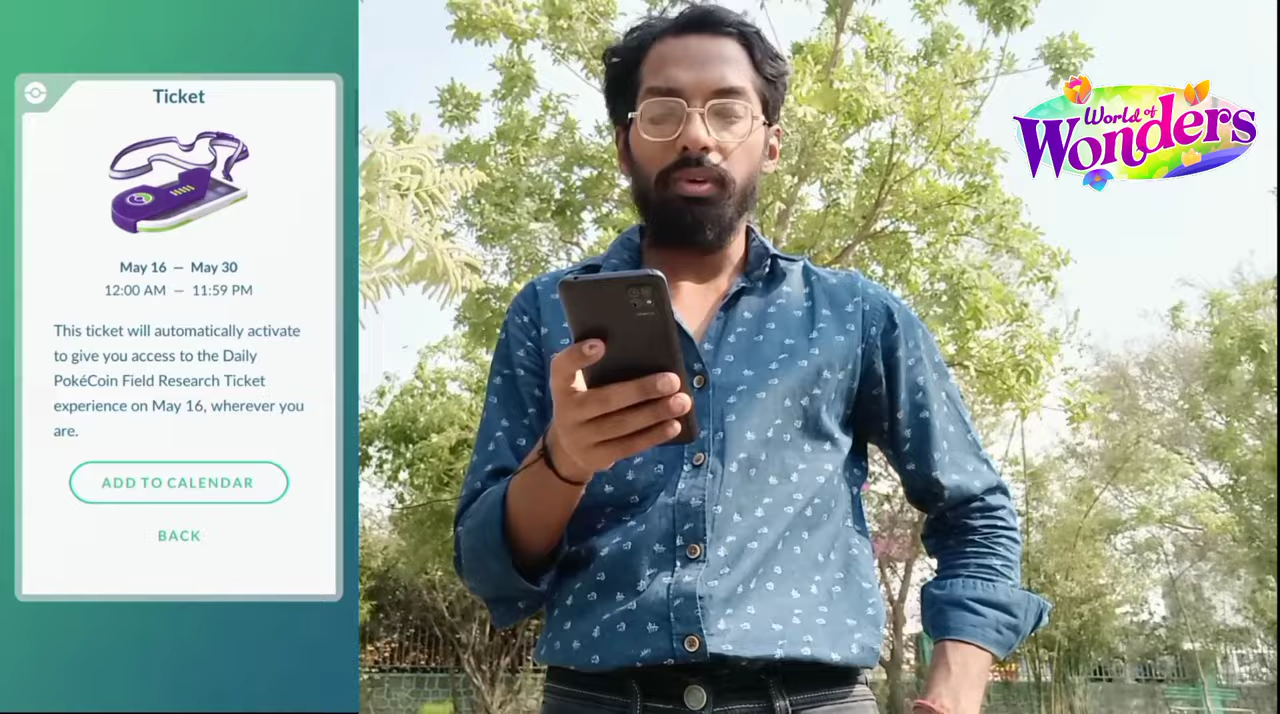 Ticket
May 16 — May 30
12:00 AM — 11:59 PM
This ticket will automatically activate
to give you access to the Daily
PokéCoin Field Research Ticket
experience on May 16, wherever you
are.
ADD TO CALENDAR
BACK
World of
Wonders